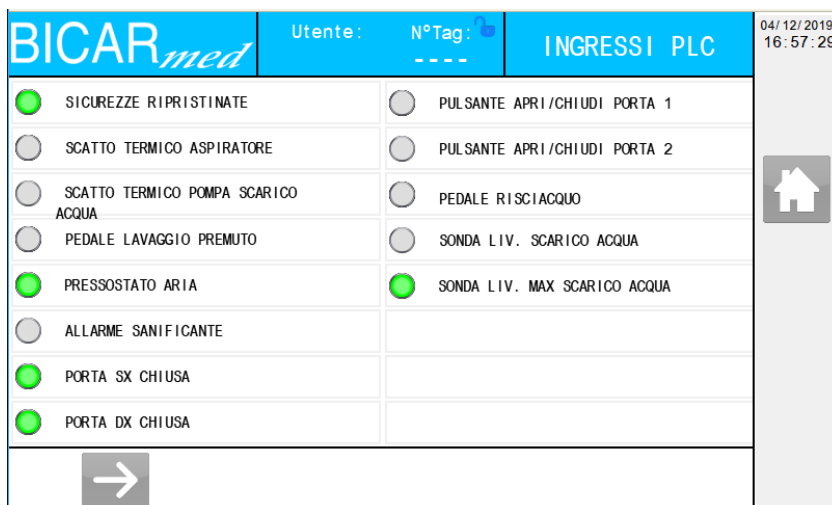 BICARmed
Utente:
N°Tag:
----
INGRESSI PLC
04/12/2019
16:57:29
SICUREZZE RIPRISTINATE
SCATTO TERMICO ASPIRATORE
SCATTO TERMICO POMPA SCARICO
ACQUA
PEDALE LAVAGGIO PREMUTO
PRESSOSTATO ARIA
ALLARME SANIFICANTE
PORTA SX CHIUSA
PORTA DX CHIUSA
PULSANTE APRI/CHIUDI PORTA 1
PULSANTE APRI/CHIUDI PORTA 2
PEDALE RISCIACQUO
SONDA LIV. SCARICO ACQUA
SONDA LIV. MAX SCARICO ACQUA